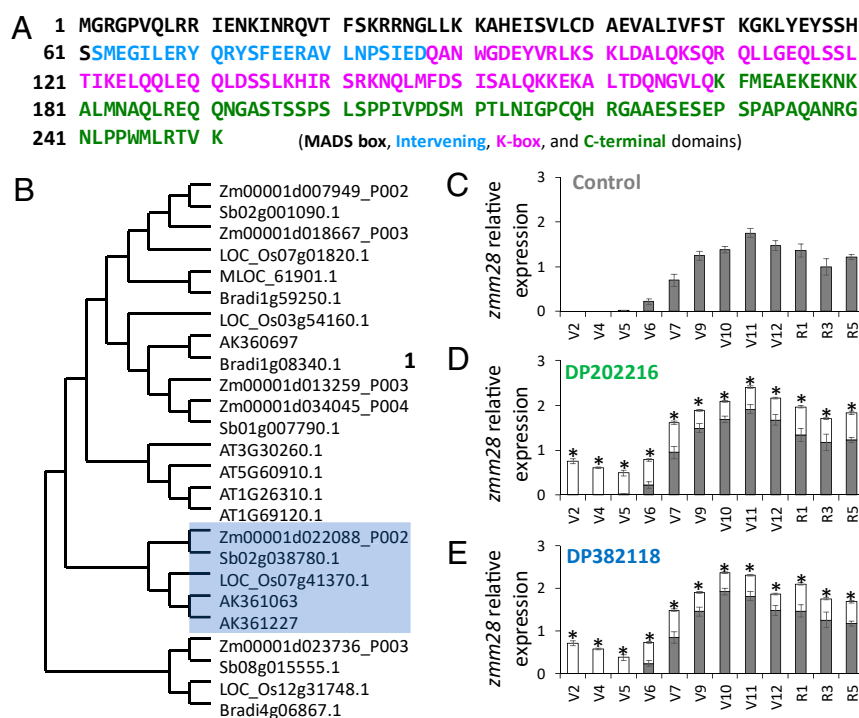 A
1 MGRGPVQLRR IENKINRQVT FSKRRNGLLK KAHEISVLCD AEVALIVFST KGKLYEYSSH
61 SSMEGILERY QRYSFEERAV LNPSIEDQAN WGDEYVRLKS KLDALQKSQR QLLGEQLSSL
121 TIKELQQLEQ QLDSSLKHIR SRKNQLMFDS ISALQKKEKA LTDQNGVLQK FMEAEKEKNK
181 ALMNAQLREQ QNGASTSSPS LSPPIVPDSM PTLNIGPCQH RGAAESESEP SPAPAQANRG
241 NLPPWMLRTV K (MADS box, Intervening, K-box, and C-terminal domains)
B
Zm00001d007949_P002
Sb02g001090.1
Zm00001d018667_P003
LOC_Os07g01820.1
MLOC_61901.1
Bradi1g59250.1
LOC_Os03g54160.1
AK360697
Bradi1g08340.1
1
Zm00001d013259_P003
Zm00001d034045_P004
Sb01g007790.1
AT3G30260.1
AT5G60910.1
AT1G26310.1
AT1G69120.1
Zm00001d022088_P002
Sb02g038780.1
LOC_Os07g41370.1
AK361063
AK361227
Zm00001d023736_P003
Sb08g015555.1
LOC_Os12g31748.1
Bradi4g06867.1
C
Control
zmm28 relative
expression
3
2
1
0
V2 V4 V5 V6 V7 V9 V10 V11 V12 R1 R3 R5
D
DP202216
zmm28 relative
expression
3
2
1
0
* * * * * * * * * * * *
V2 V4 V5 V6 V7 V9 V10 V11 V12 R1 R3 R5
E
DP382118
zmm28 relative
expression
3
2
1
0
* * * * * * * * * * * *
V2 V4 V5 V6 V7 V9 V10 V11 V12 R1 R3 R5